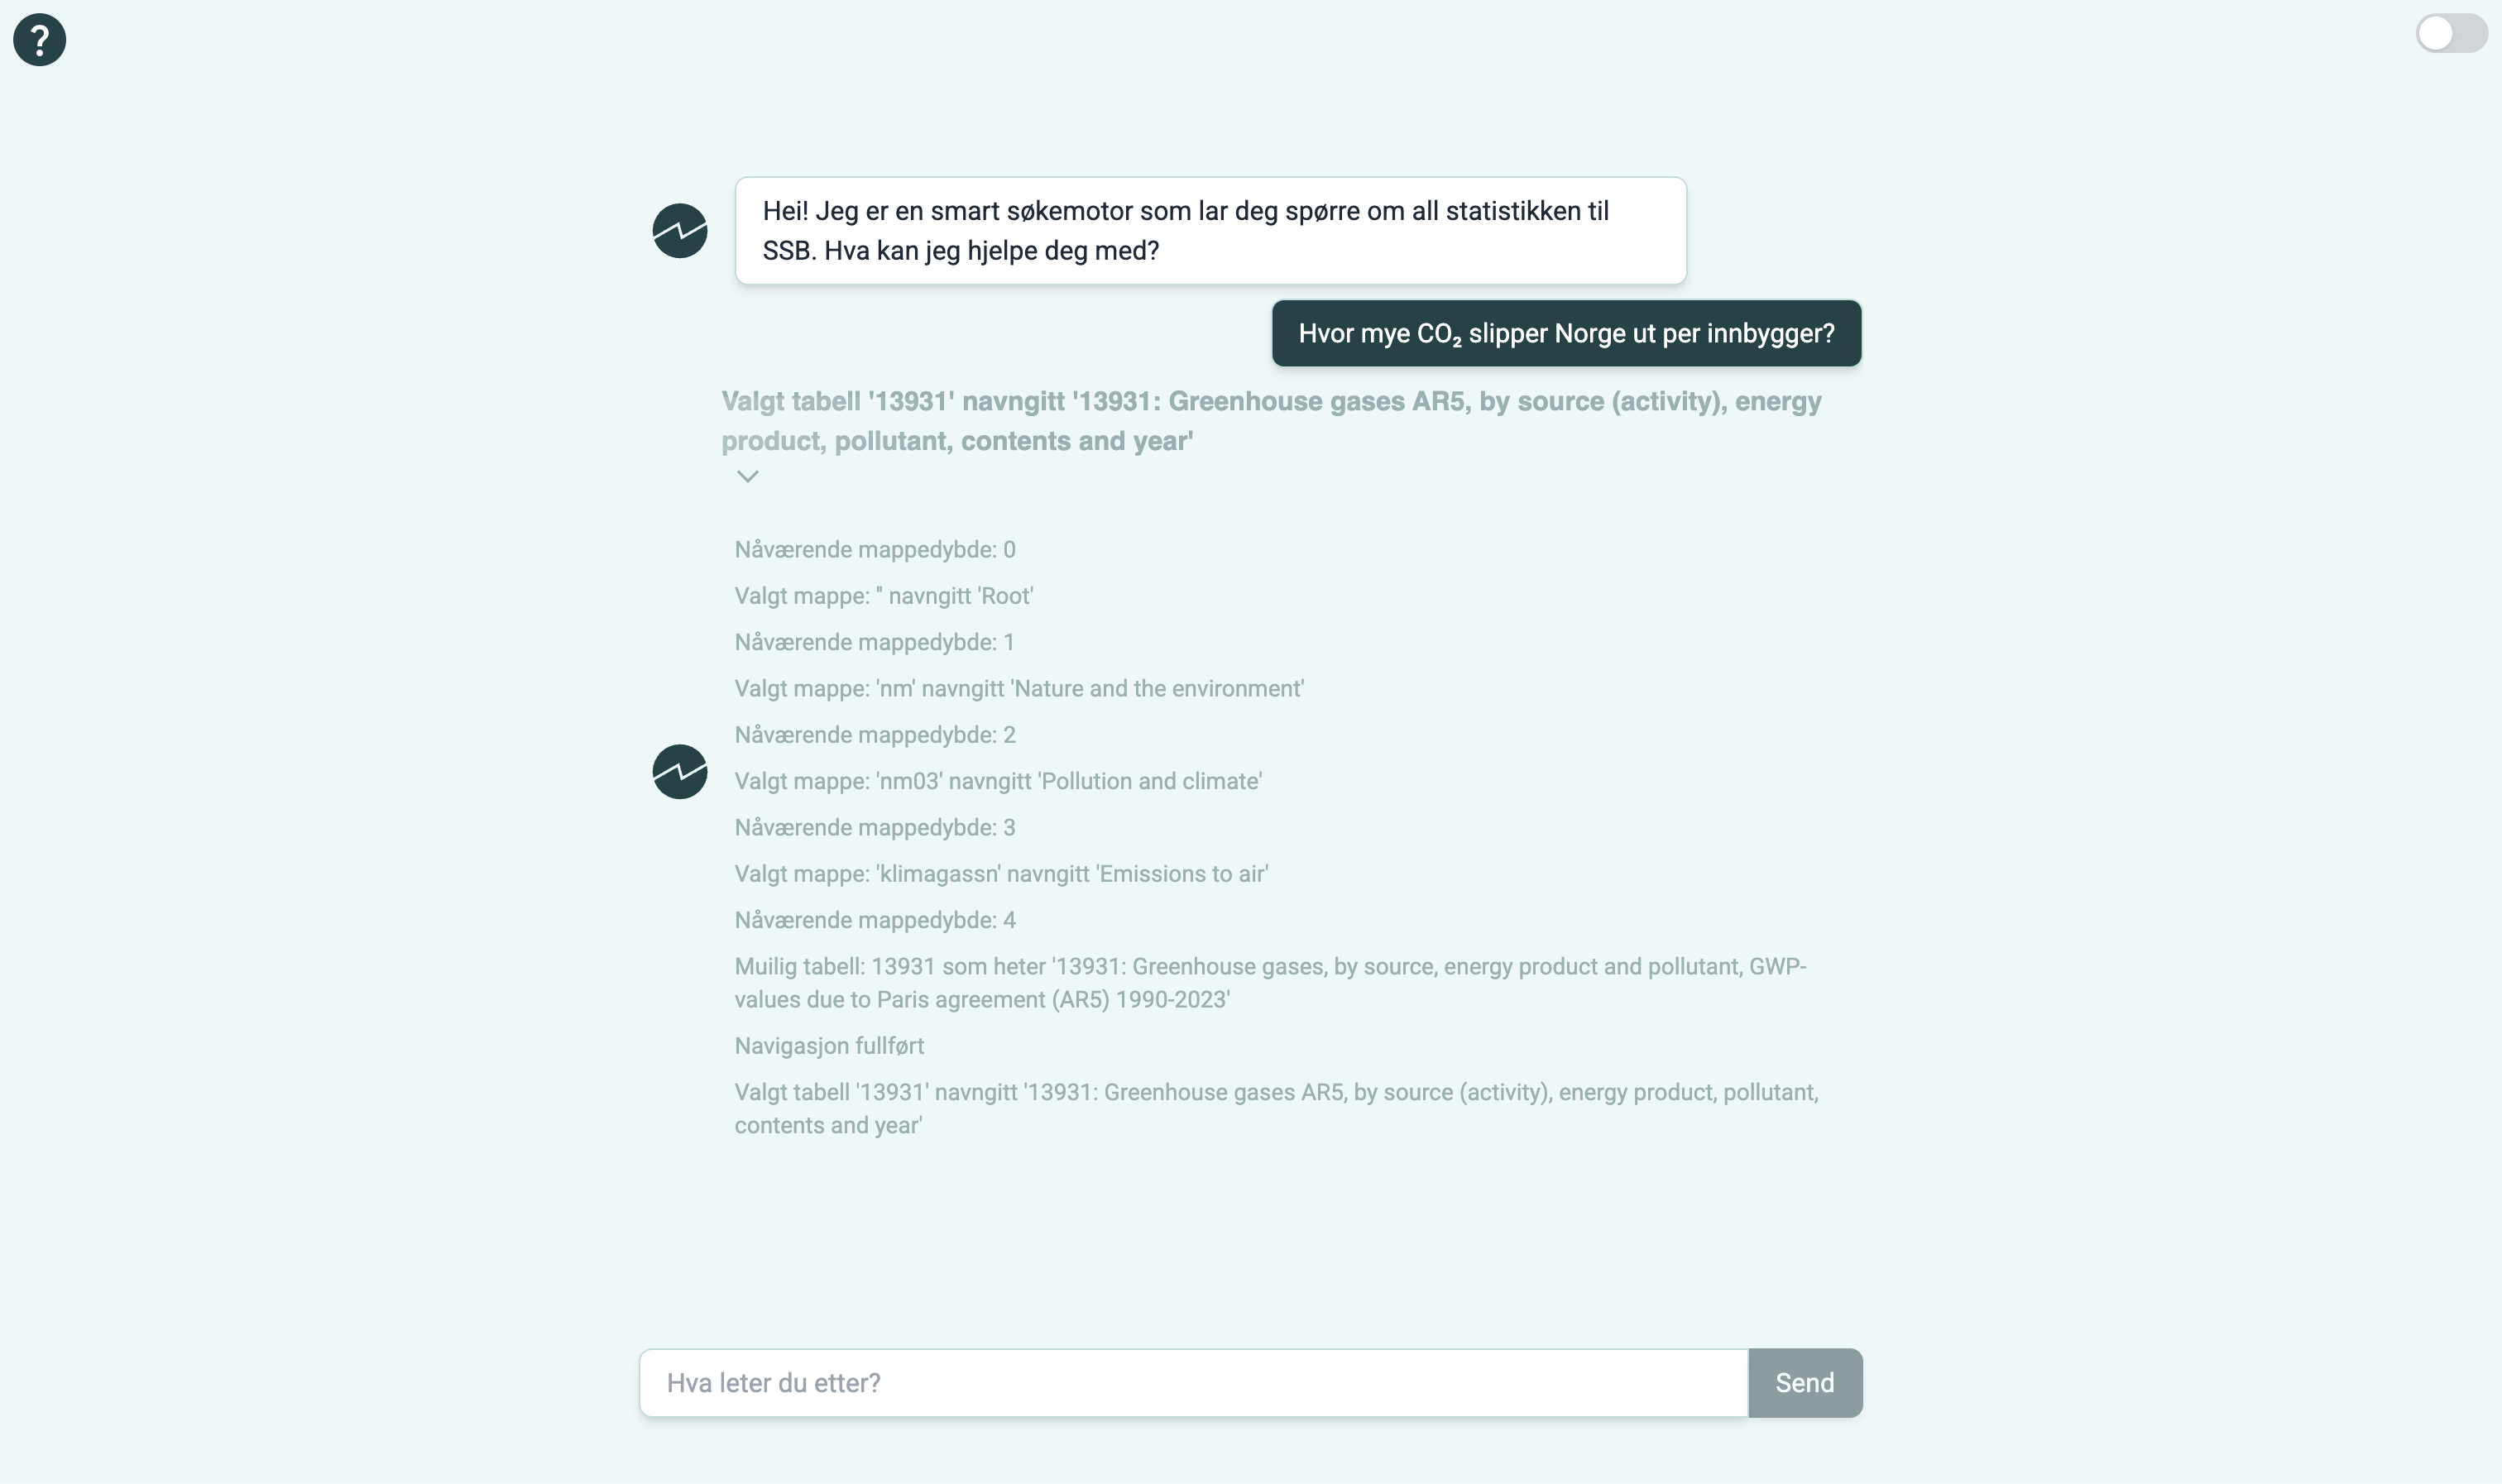 ?
Hei! Jeg er en smart søkemotor som lar deg spørre om all statistikken til
SSB. Hva kan jeg hjelpe deg med?
Hvor mye CO₂ slipper Norge ut per innbygger?
Valgt tabell '13931' navngitt '13931: Greenhouse gases AR5, by source (activity), energy
product, pollutant, contents and year'
Nåværende mappedybde: 0
Valgt mappe: '' navngitt 'Root'
Nåværende mappedybde: 1
Valgt mappe: 'nm' navngitt 'Nature and the environment'
Nåværende mappedybde: 2
Valgt mappe: 'nm03' navngitt 'Pollution and climate'
Nåværende mappedybde: 3
Valgt mappe: 'klimagassn' navngitt 'Emissions to air'
Nåværende mappedybde: 4
Muilig tabell: 13931 som heter '13931: Greenhouse gases, by source, energy product and pollutant, GWP-
values due to Paris agreement (AR5) 1990-2023'
Navigasjon fullført
Valgt tabell '13931' navngitt '13931: Greenhouse gases AR5, by source (activity), energy product, pollutant,
contents and year'
Hva leter du etter?
Send